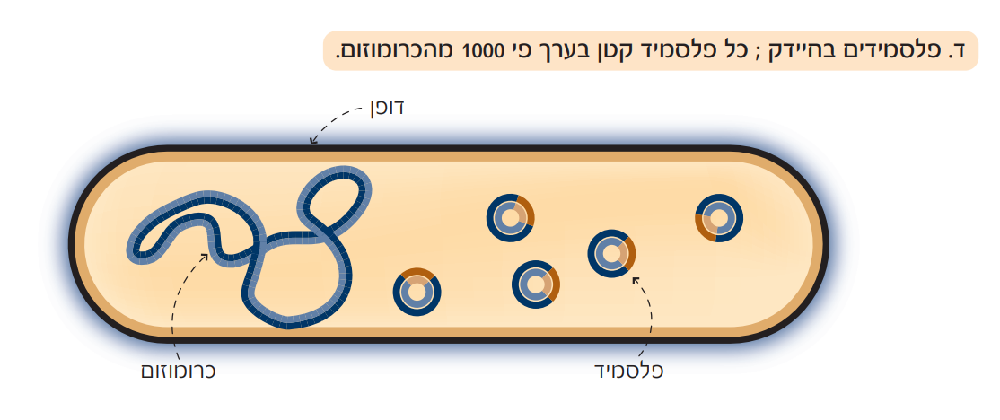 ד. פלסמידים בחיידק ; כל פלסמיד קטן בערך פי 1000 מהכרומוזום.
דופן
כרומוזום
פלסמיד